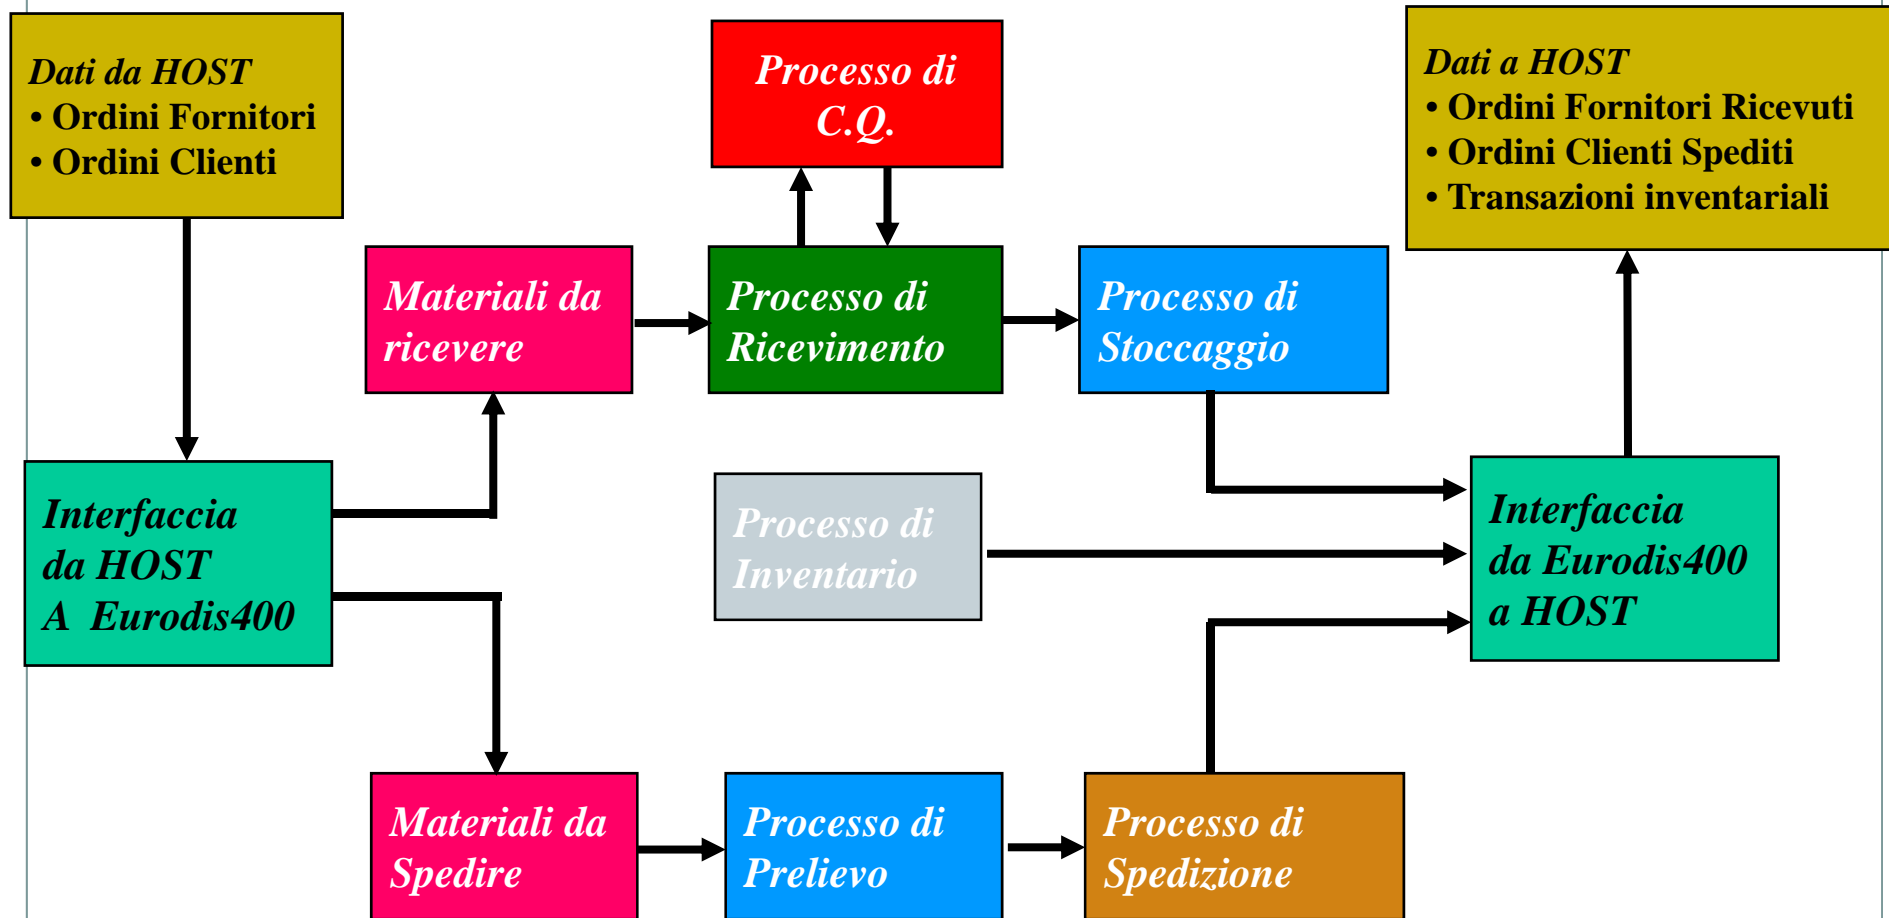 Dati da HOST
• Ordini Fornitori
• Ordini Clienti
Processo di
C.Q.
Dati a HOST
• Ordini Fornitori Ricevuti
• Ordini Clienti Spediti
• Transazioni inventariali
Materiali da
ricevere
Processo di
Ricevimento
Processo di
Stoccaggio
Interfaccia
da HOST
A Eurodis400
Processo di
Inventario
Interfaccia
da Eurodis400
a HOST
Materiali da
Spedire
Processo di
Prelievo
Processo di
Spedizione